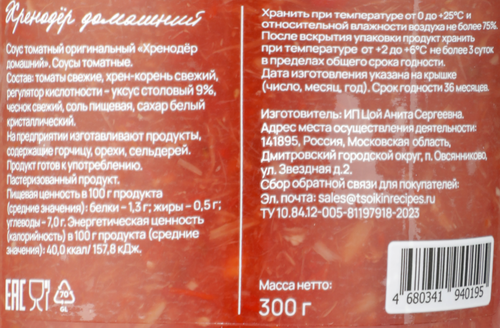 Хренодёр домашний
Соус томатный оригинальный «Хренодёр
домашний». Соусы томатные.
Состав: томаты свежие, хрен-корень свежий,
регулятор кислотности – уксус столовый 9%,
чеснок свежий, соль пищевая, сахар белый
кристаллический.
На предприятии изготавливают продукты,
содержащие горчицу, орехи, сельдерей.
Продукт готов к употреблению.
Пастеризованный продукт.
Пищевая ценность в 100 г продукта
(средние значения): белки – 1,3 г; жиры – 0,5 г;
углеводы – 7,0 г. Энергетическая ценность
(калорийность) в 100 г продукта (средние
значения): 40,0 ккал/ 157,8 кДж.
EAC
70
GL
Хранить при температуре от 0 до +25°C и
относительной влажности воздуха не более 75%.
После вскрытия упаковки продукт хранить
при температуре от +2 до +6°C не более 3 суток
в пределах общего срока годности.
Дата изготовления указана на крышке
(число, месяц, год). Срок годности 36 месяцев.
Изготовитель: ИП Цой Анита Сергеевна.
Адрес места осуществления деятельности:
141895, Россия, Московская область,
Дмитровский городской округ, п. Овсянниково,
ул. Звездная д.2.
Сбор обратной связи для покупателей:
Эл. почта: sales@tsoikinrecipes.ru
ТУ 10.84.12-005-81197918-2023
Масса нетто:
300 г
4 680341 940195